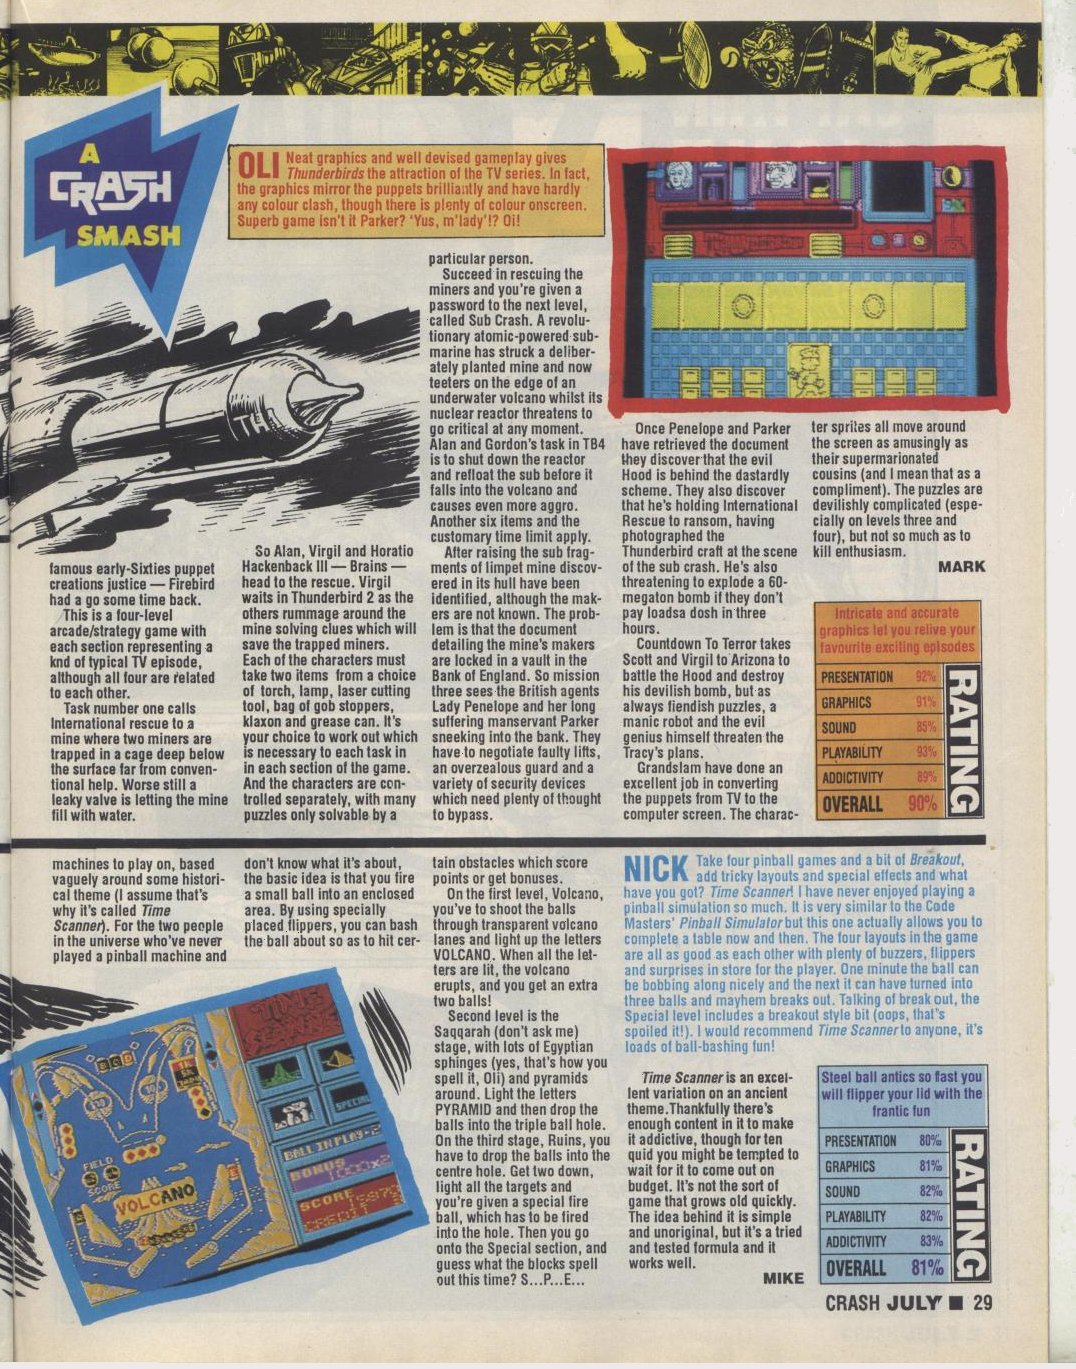 A
CRASH
SMASH
OLI Neat graphics and well devised gameplay gives
Thunderbirds the attraction of the TV series. In fact,
the graphics mirror the puppets brilliantly and have hardly
any colour clash, though there is plenty of colour onscreen.
Superb game isn't it Parker? 'Yus, m'lady'!? Oi!
famous early-Sixties puppet
creations justice — Firebird
had a go some time back.
This is a four-level
arcade/strategy game with
each section representing a
knd of typical TV episode,
although all four are related
to each other.
Task number one calls
International rescue to a
mine where two miners are
trapped in a cage deep below
the surface far from conven-
tional help. Worse still a
leaky valve is letting the mine
fill with water.
So Alan, Virgil and Horatio
Hackenback III — Brains —
head to the rescue. Virgil
waits in Thunderbird 2 as the
others rummage around the
mine solving clues which will
save the trapped miners.
Each of the characters must
take two items from a choice
of torch, lamp, laser cutting
tool, bag of gob stoppers,
klaxon and grease can. It's
your choice to work out which
is necessary to each task in
in each section of the game.
And the characters are con-
trolled separately, with many
puzzles only solvable by a
particular person.
Succeed in rescuing the
miners and you're given a
password to the next level,
called Sub Crash. A revolu-
tionary atomic-powered sub-
marine has struck a deliber-
ately planted mine and now
teeters on the edge of an
underwater volcano whilst its
nuclear reactor threatens to
go critical at any moment.
Alan and Gordon's task in TB4
is to shut down the reactor
and refloat the sub before it
falls into the volcano and
causes even more aggro.
Another six items and the
customary time limit apply.
After raising the sub frag-
ments of limpet mine discov-
ered in its hull have been
identified, although the mak-
ers are not known. The prob-
lem is that the document
detailing the mine's makers
are locked in a vault in the
Bank of England. So mission
three sees the British agents
Lady Penelope and her long
suffering manservant Parker
sneeking into the bank. They
have to negotiate faulty lifts,
an overzealous guard and a
variety of security devices
which need plenty of thought
to bypass.
Once Penelope and Parker
have retrieved the document
they discover that the evil
Hood is behind the dastardly
scheme. They also discover
that he's holding International
Rescue to ransom, having
photographed the
Thunderbird craft at the scene
of the sub crash. He's also
threatening to explode a 60-
megaton bomb if they don't
pay loadsa dosh in three
hours.
Countdown To Terror takes
Scott and Virgil to Arizona to
battle the Hood and destroy
his devilish bomb, but as
always fiendish puzzles, a
manic robot and the evil
genius himself threaten the
Tracy's plans.
Grandslam have done an
excellent job in converting
the puppets from TV to the
computer screen. The charac-
ter sprites all move around
the screen as amusingly as
their supermarionated
cousins (and I mean that as a
compliment). The puzzles are
devilishly complicated (espe-
cially on levels three and
four), but not so much as to
kill enthusiasm.
MARK
Intricate and accurate
graphics let you relive your
favourite exciting episodes
PRESENTATION 92%
GRAPHICS 91%
SOUND 85%
PLAYABILITY 93%
ADDICTIVITY 89%
OVERALL 90%
RATING
machines to play on, based
vaguely around some histori-
cal theme (I assume that's
why it's called Time
Scanner). For the two people
in the universe who've never
played a pinball machine and
don't know what it's about,
the basic idea is that you fire
a small ball into an enclosed
area. By using specially
placed flippers, you can bash
the ball about so as to hit cer-
TIME
SPECIAL
BALL IN PLAY-2
BONUS
1000x2
SCORE
CREDIT
FIELD
SCORE
VOLCANO
tain obstacles which score
points or get bonuses.
On the first level, Volcano,
you've to shoot the balls
through transparent volcano
lanes and light up the letters
VOLCANO. When all the let-
ters are lit, the volcano
erupts, and you get an extra
two balls!
Second level is the
Saqqarah (don't ask me)
stage, with lots of Egyptian
sphinges (yes, that's how you
spell it, Oli) and pyramids
around. Light the letters
PYRAMID and then drop the
balls into the triple ball hole.
On the third stage, Ruins, you
have to drop the balls into the
centre hole. Get two down,
light all the targets and
you're given a special fire
ball, which has to be fired
into the hole. Then you go
onto the Special section, and
guess what the blocks spell
out this time? S...P...E...
NICK Take four pinball games and a bit of Breakout,
add tricky layouts and special effects and what
have you got? Time Scanner! I have never enjoyed playing a
pinball simulation so much. It is very similar to the Code
Masters' Pinball Simulator but this one actually allows you to
complete a table now and then. The four layouts in the game
are all as good as each other with plenty of buzzers, flippers
and surprises in store for the player. One minute the ball can
be bobbing along nicely and the next it can have turned into
three balls and mayhem breaks out. Talking of break out, the
Special level includes a breakout style bit (oops, that's
spoiled it!). I would recommend Time Scanner to anyone, it's
loads of ball-bashing fun!
Time Scanner is an excel-
lent variation on an ancient
theme.Thankfully there's
enough content in it to make
it addictive, though for ten
quid you might be tempted to
wait for it to come out on
budget. It's not the sort of
game that grows old quickly.
The idea behind it is simple
and unoriginal, but it's a tried
and tested formula and it
works well.
MIKE
Steel ball antics so fast you
will flipper your lid with the
frantic fun
PRESENTATION 80%
GRAPHICS 81%
SOUND 82%
PLAYABILITY 82%
ADDICTIVITY 83%
OVERALL 81%
RATING
CRASH JULY ■ 29